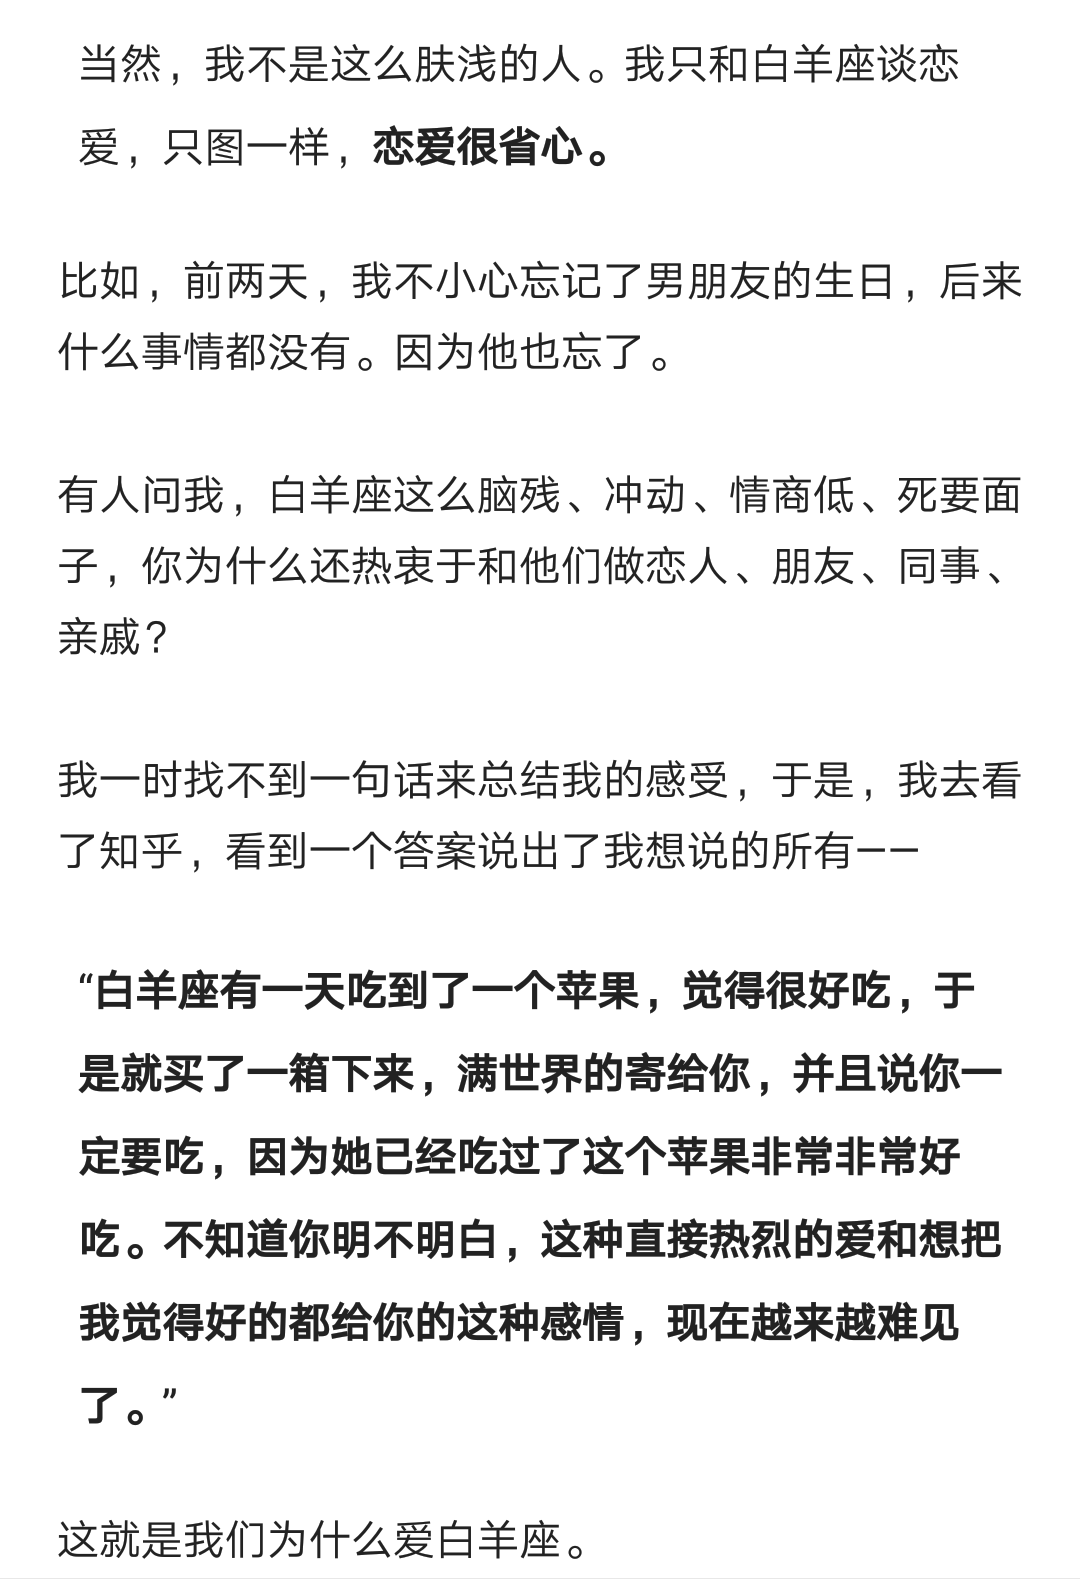 当然，我不是这么肤浅的人。我只和白羊座谈恋
爱，只图一样，恋爱很省心。
比如，前两天，我不小心忘记了男朋友的生日，后来
什么事情都没有。因为他也忘了。
有人问我，白羊座这么脑残、冲动、情商低、死要面
子，你为什么还热衷于和他们做恋人、朋友、同事、
亲戚？
我一时找不到一句话来总结我的感受，于是，我去看
了知乎，看到一个答案说出了我想说的所有——
“白羊座有一天吃到了一个苹果，觉得很好吃，于
是就买了一箱下来，满世界的寄给你，并且说你一
定要吃，因为她已经吃过了这个苹果非常非常好
吃。不知道你明不明白，这种直接热烈的爱和想把
我觉得好的都给你的这种感情，现在越来越难见
了。”
这就是我们为什么爱白羊座。